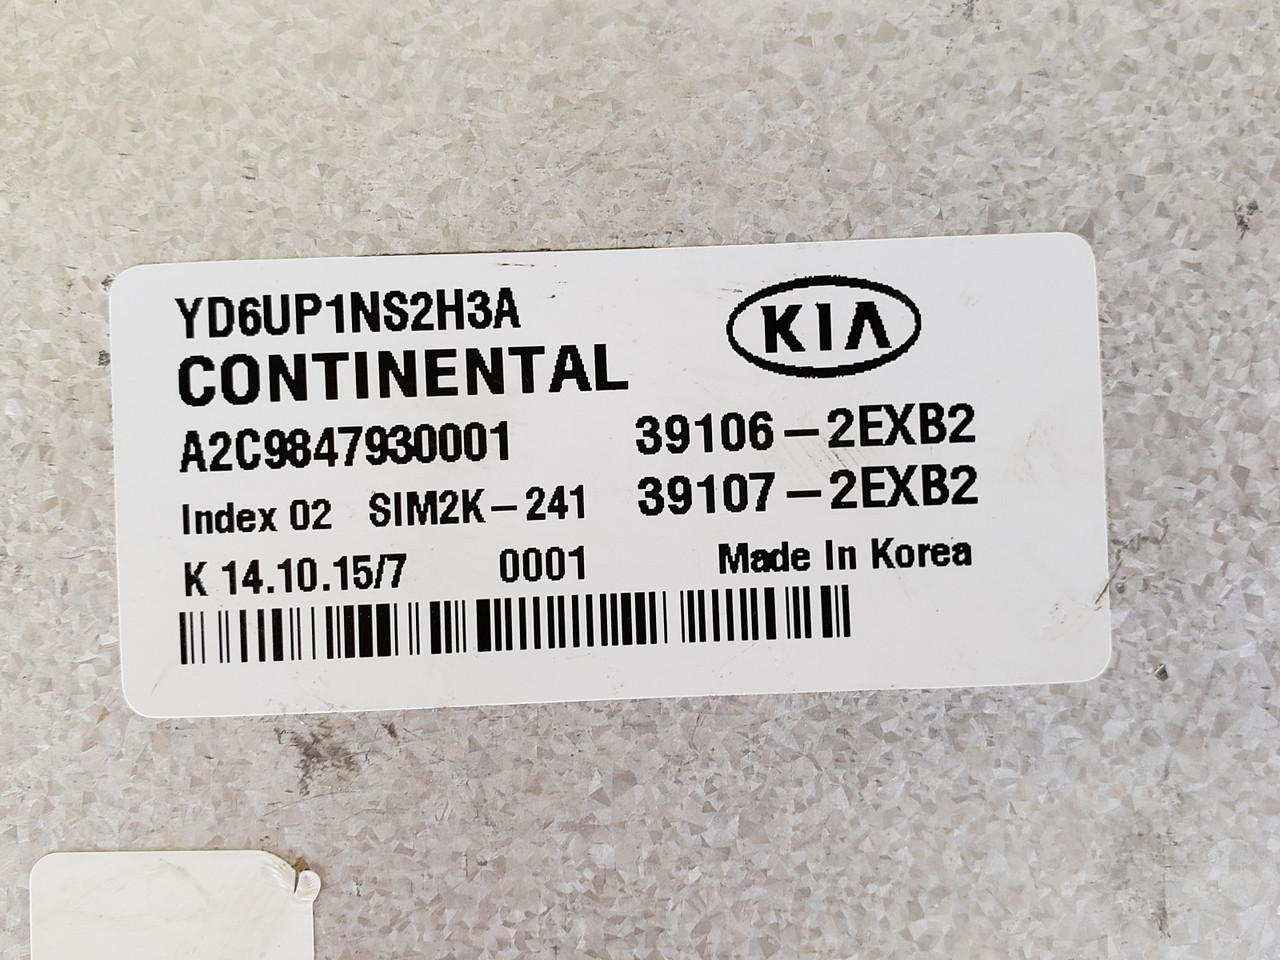 YD6UP1NS2H3A
KIA
CONTINENTAL
A2C9847930001 39106-2EXB2
Index 02 SIM2K-241 39107-2EXB2
K 14.10.15/7 0001 Made In Korea